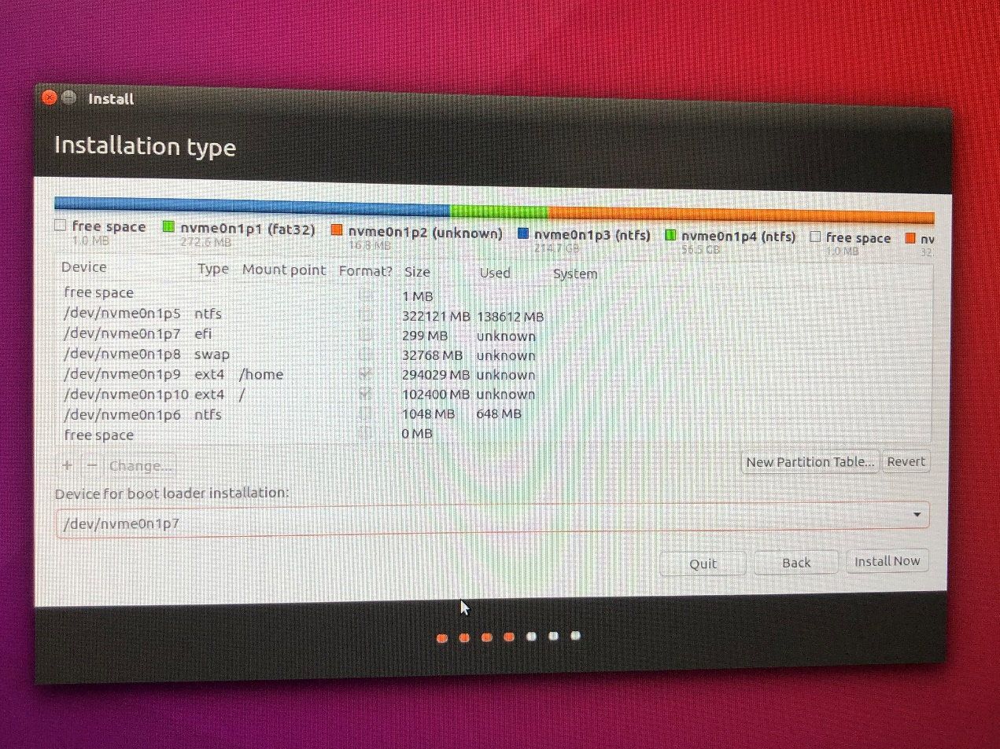 Install
Installation type
free space nvme0n1p1 (fat32) nvme0n1p2 (unknown) nvme0n1p3 (ntfs) nvme0n1p4 (ntfs) free space nv
1.0 MB 272.6 MB 16.8 MB 214.7 GB 56.5 GB 1.0 MB 32.
Device Type Mount point Format? Size Used System
free space 1 MB
/dev/nvme0n1p5 ntfs 322121 MB 138612 MB
/dev/nvme0n1p7 efi 299 MB unknown
/dev/nvme0n1p8 swap 32768 MB unknown
/dev/nvme0n1p9 ext4 /home 294029 MB unknown
/dev/nvme0n1p10 ext4 / 102400 MB unknown
/dev/nvme0n1p6 ntfs 1048 MB 648 MB
free space 0 MB
+ − Change... New Partition Table... Revert
Device for boot loader installation:
/dev/nvme0n1p7
Quit Back Install Now